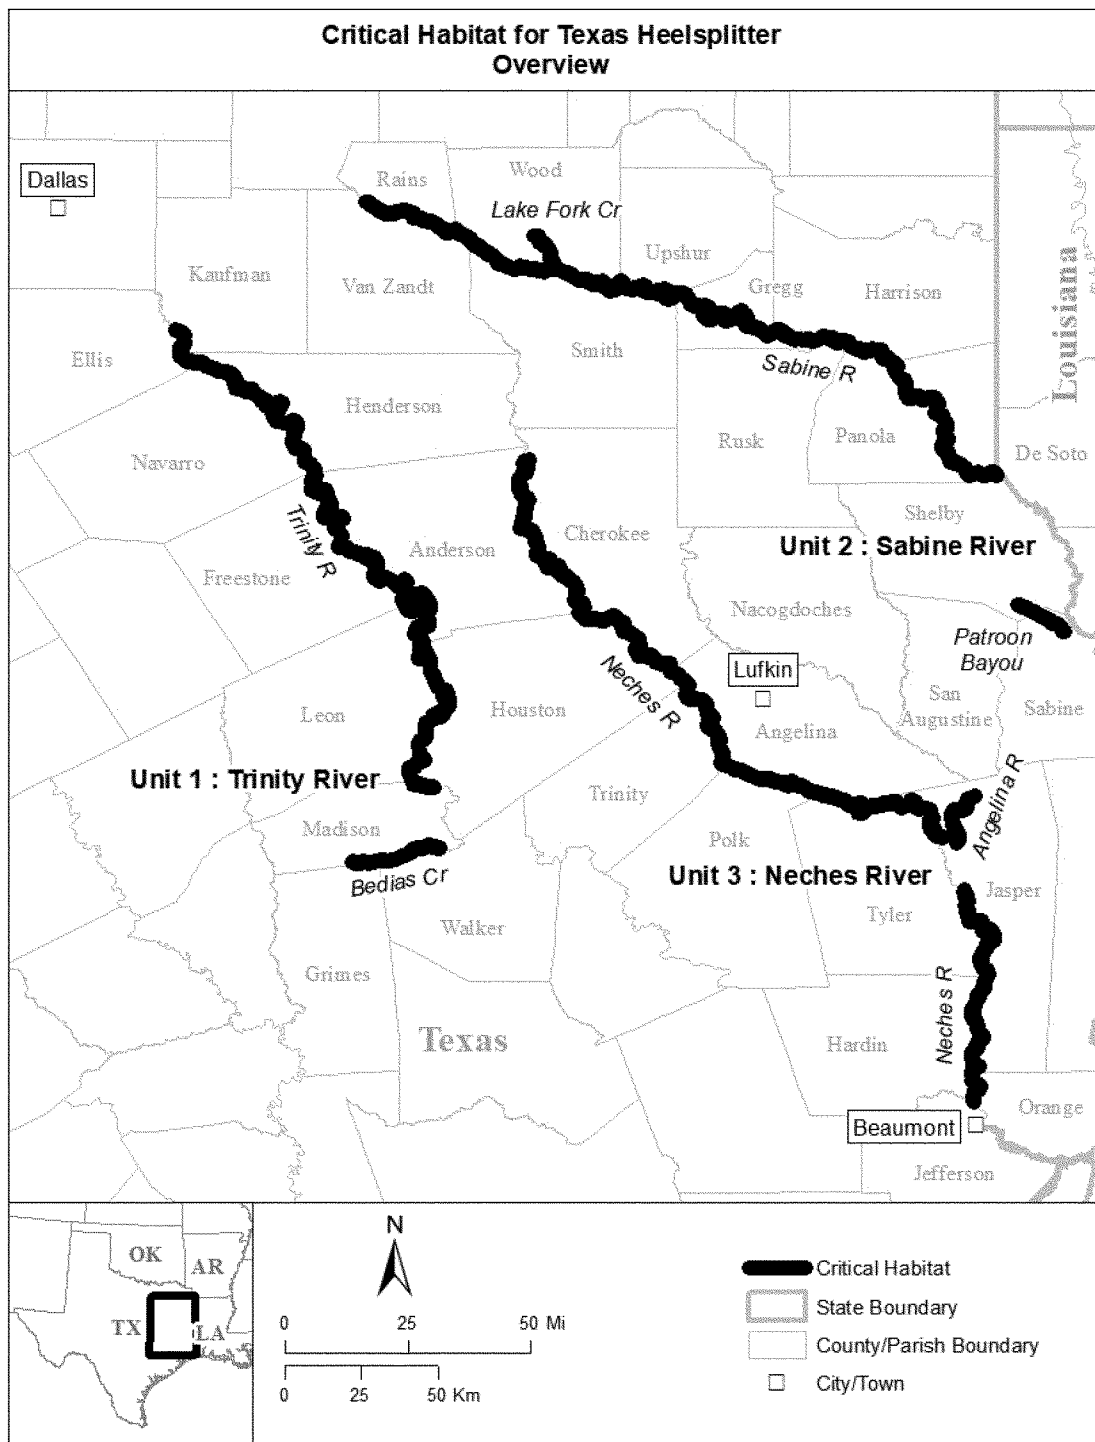 Critical Habitat for Texas Heelsplitter
Overview
Dallas
Rains
Wood
Lake Fork Cr
Upshur
Kaufman
Van Zandt
Gregg
Harrison
Louisiana
Ellis
Smith
Sabine R
Henderson
Rusk
Panola
De Soto
Navarro
Trinity R
Shelby
Cherokee
Anderson
Unit 2 : Sabine River
Freestone
Nacogdoches
Patroon
Bayou
Neches R
Lufkin
San
Augustine
Sabine
Leon
Houston
Angelina
Unit 1 : Trinity River
Trinity
Angelina R
Madison
Polk
Bedias Cr
Unit 3 : Neches River
Jasper
Tyler
Walker
Grimes
Neches R
Texas
Hardin
Orange
Beaumont
Jefferson
OK
AR
TX
LA
N
0 25 50 Mi
0 25 50 Km
Critical Habitat
State Boundary
County/Parish Boundary
City/Town